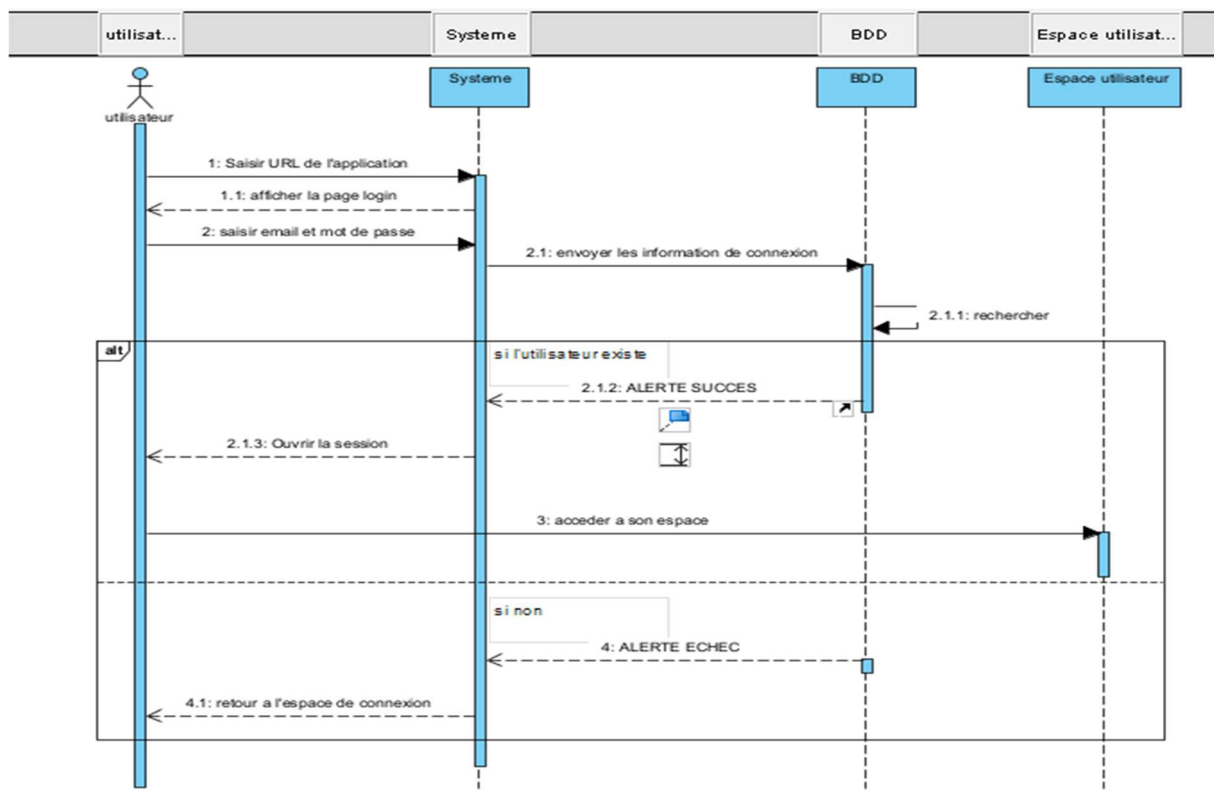 utilisat...
Systeme
BDD
Espace utilisat...
Systeme
BDD
Espace utilisateur
utilisateur
1: Saisir URL de l'application
1.1: afficher la page login
2: saisir email et mot de passe
2.1: envoyer les information de connexion
2.1.1: rechercher
alt
si l'utilisateur existe
2.1.2: ALERTE SUCCES
2.1.3: Ouvrir la session
3: acceder a son espace
si non
4: ALERTE ECHEC
4.1: retour a l'espace de connexion